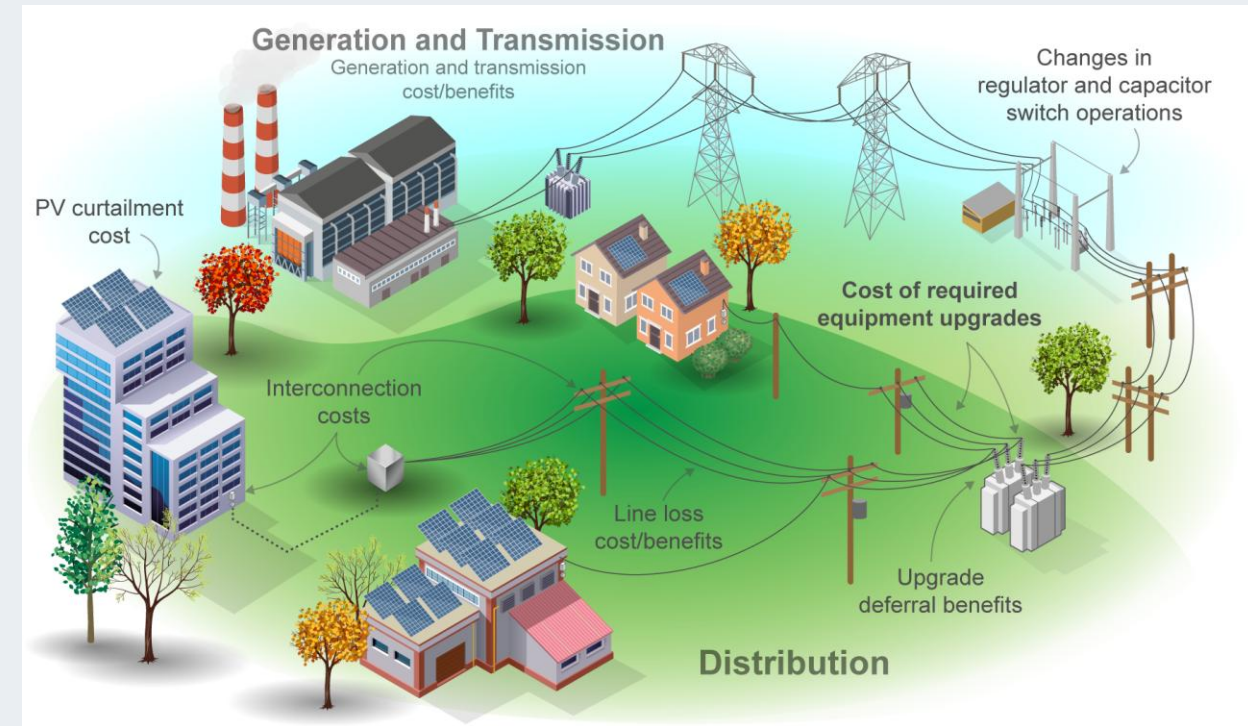 Generation and Transmission
Generation and transmission
cost/benefits
Changes in
regulator and capacitor
switch operations
PV curtailment
cost
Cost of required
equipment upgrades
Interconnection
costs
Line loss
cost/benefits
Upgrade
deferral benefits
Distribution